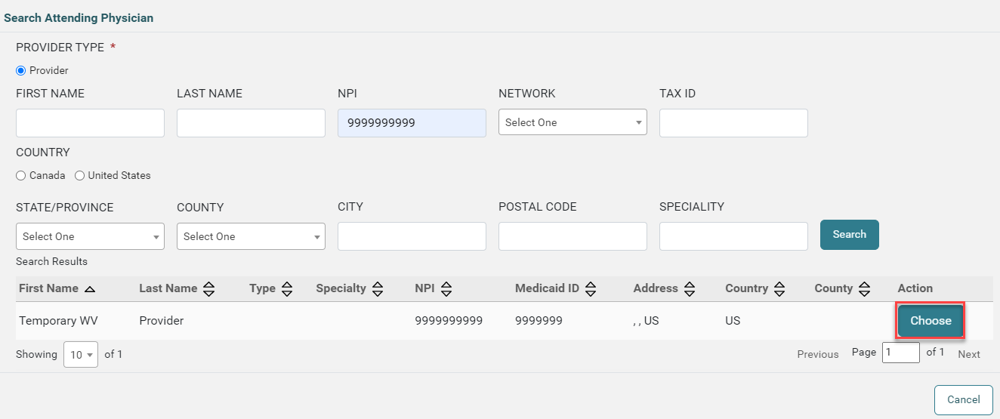 Search Attending Physician
PROVIDER TYPE *
Provider
FIRST NAME LAST NAME NPI NETWORK TAX ID
9999999999 Select One
COUNTRY
Canada United States
STATE/PROVINCE COUNTY CITY POSTAL CODE SPECIALITY
Select One Select One Search
Search Results
First Name Last Name Type Specialty NPI Medicaid ID Address Country County Action
Temporary WV Provider 9999999999 9999999 , , US US Choose
Showing 10 of 1 Previous Page 1 of 1 Next
Cancel